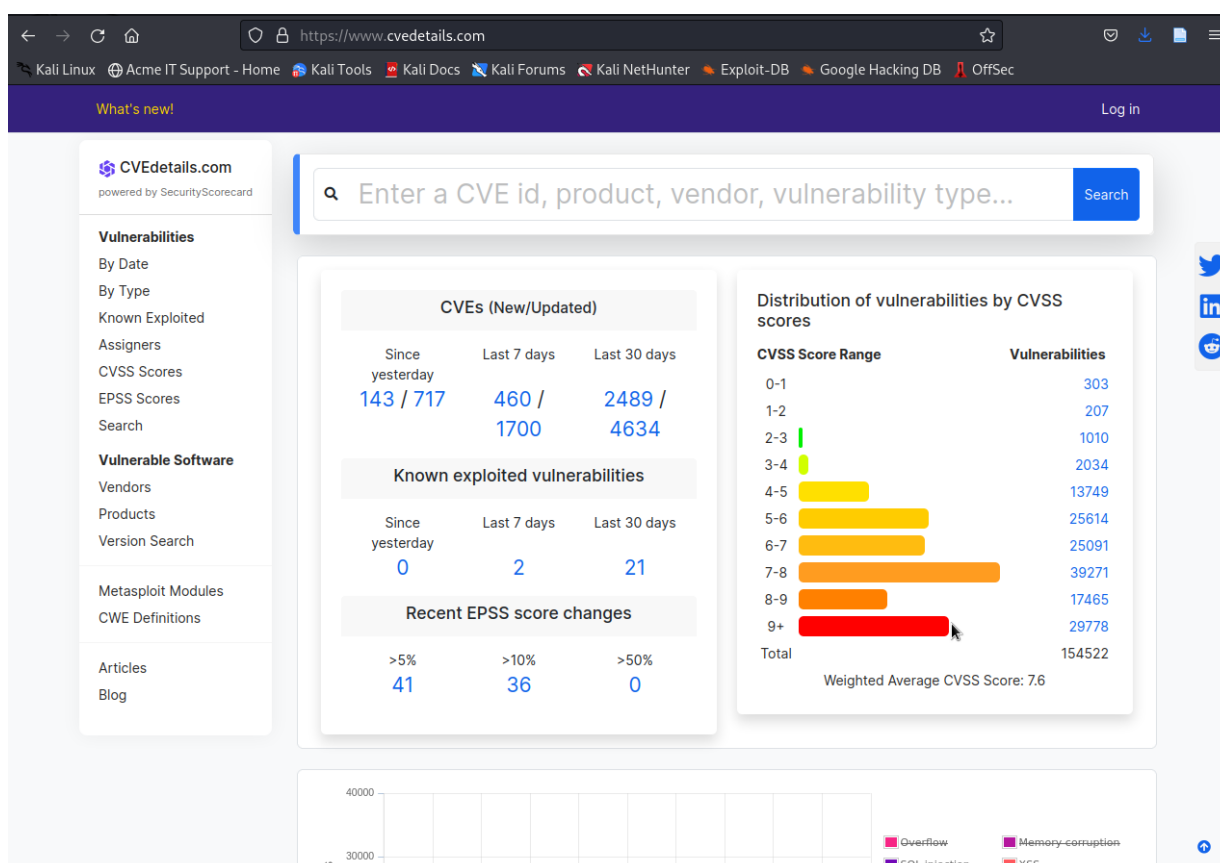 https://www.cvedetails.com
Kali Linux Acme IT Support - Home Kali Tools Kali Docs Kali Forums Kali NetHunter Exploit-DB Google Hacking DB OffSec
What's new! Log in
CVEdetails.com
powered by SecurityScorecard
Vulnerabilities
By Date
By Type
Known Exploited
Assigners
CVSS Scores
EPSS Scores
Search
Vulnerable Software
Vendors
Products
Version Search
Metasploit Modules
CWE Definitions
Articles
Blog
Enter a CVE id, product, vendor, vulnerability type... Search
CVEs (New/Updated)
Since yesterday Last 7 days Last 30 days
143 / 717 460 / 1700 2489 / 4634
Known exploited vulnerabilities
Since yesterday Last 7 days Last 30 days
0 2 21
Recent EPSS score changes
>5% >10% >50%
41 36 0
Distribution of vulnerabilities by CVSS
scores
CVSS Score Range Vulnerabilities
0-1 303
1-2 207
2-3 1010
3-4 2034
4-5 13749
5-6 25614
6-7 25091
7-8 39271
8-9 17465
9+ 29778
Total 154522
Weighted Average CVSS Score: 7.6
40000
30000
Overflow Memory corruption
SQL injection XSS